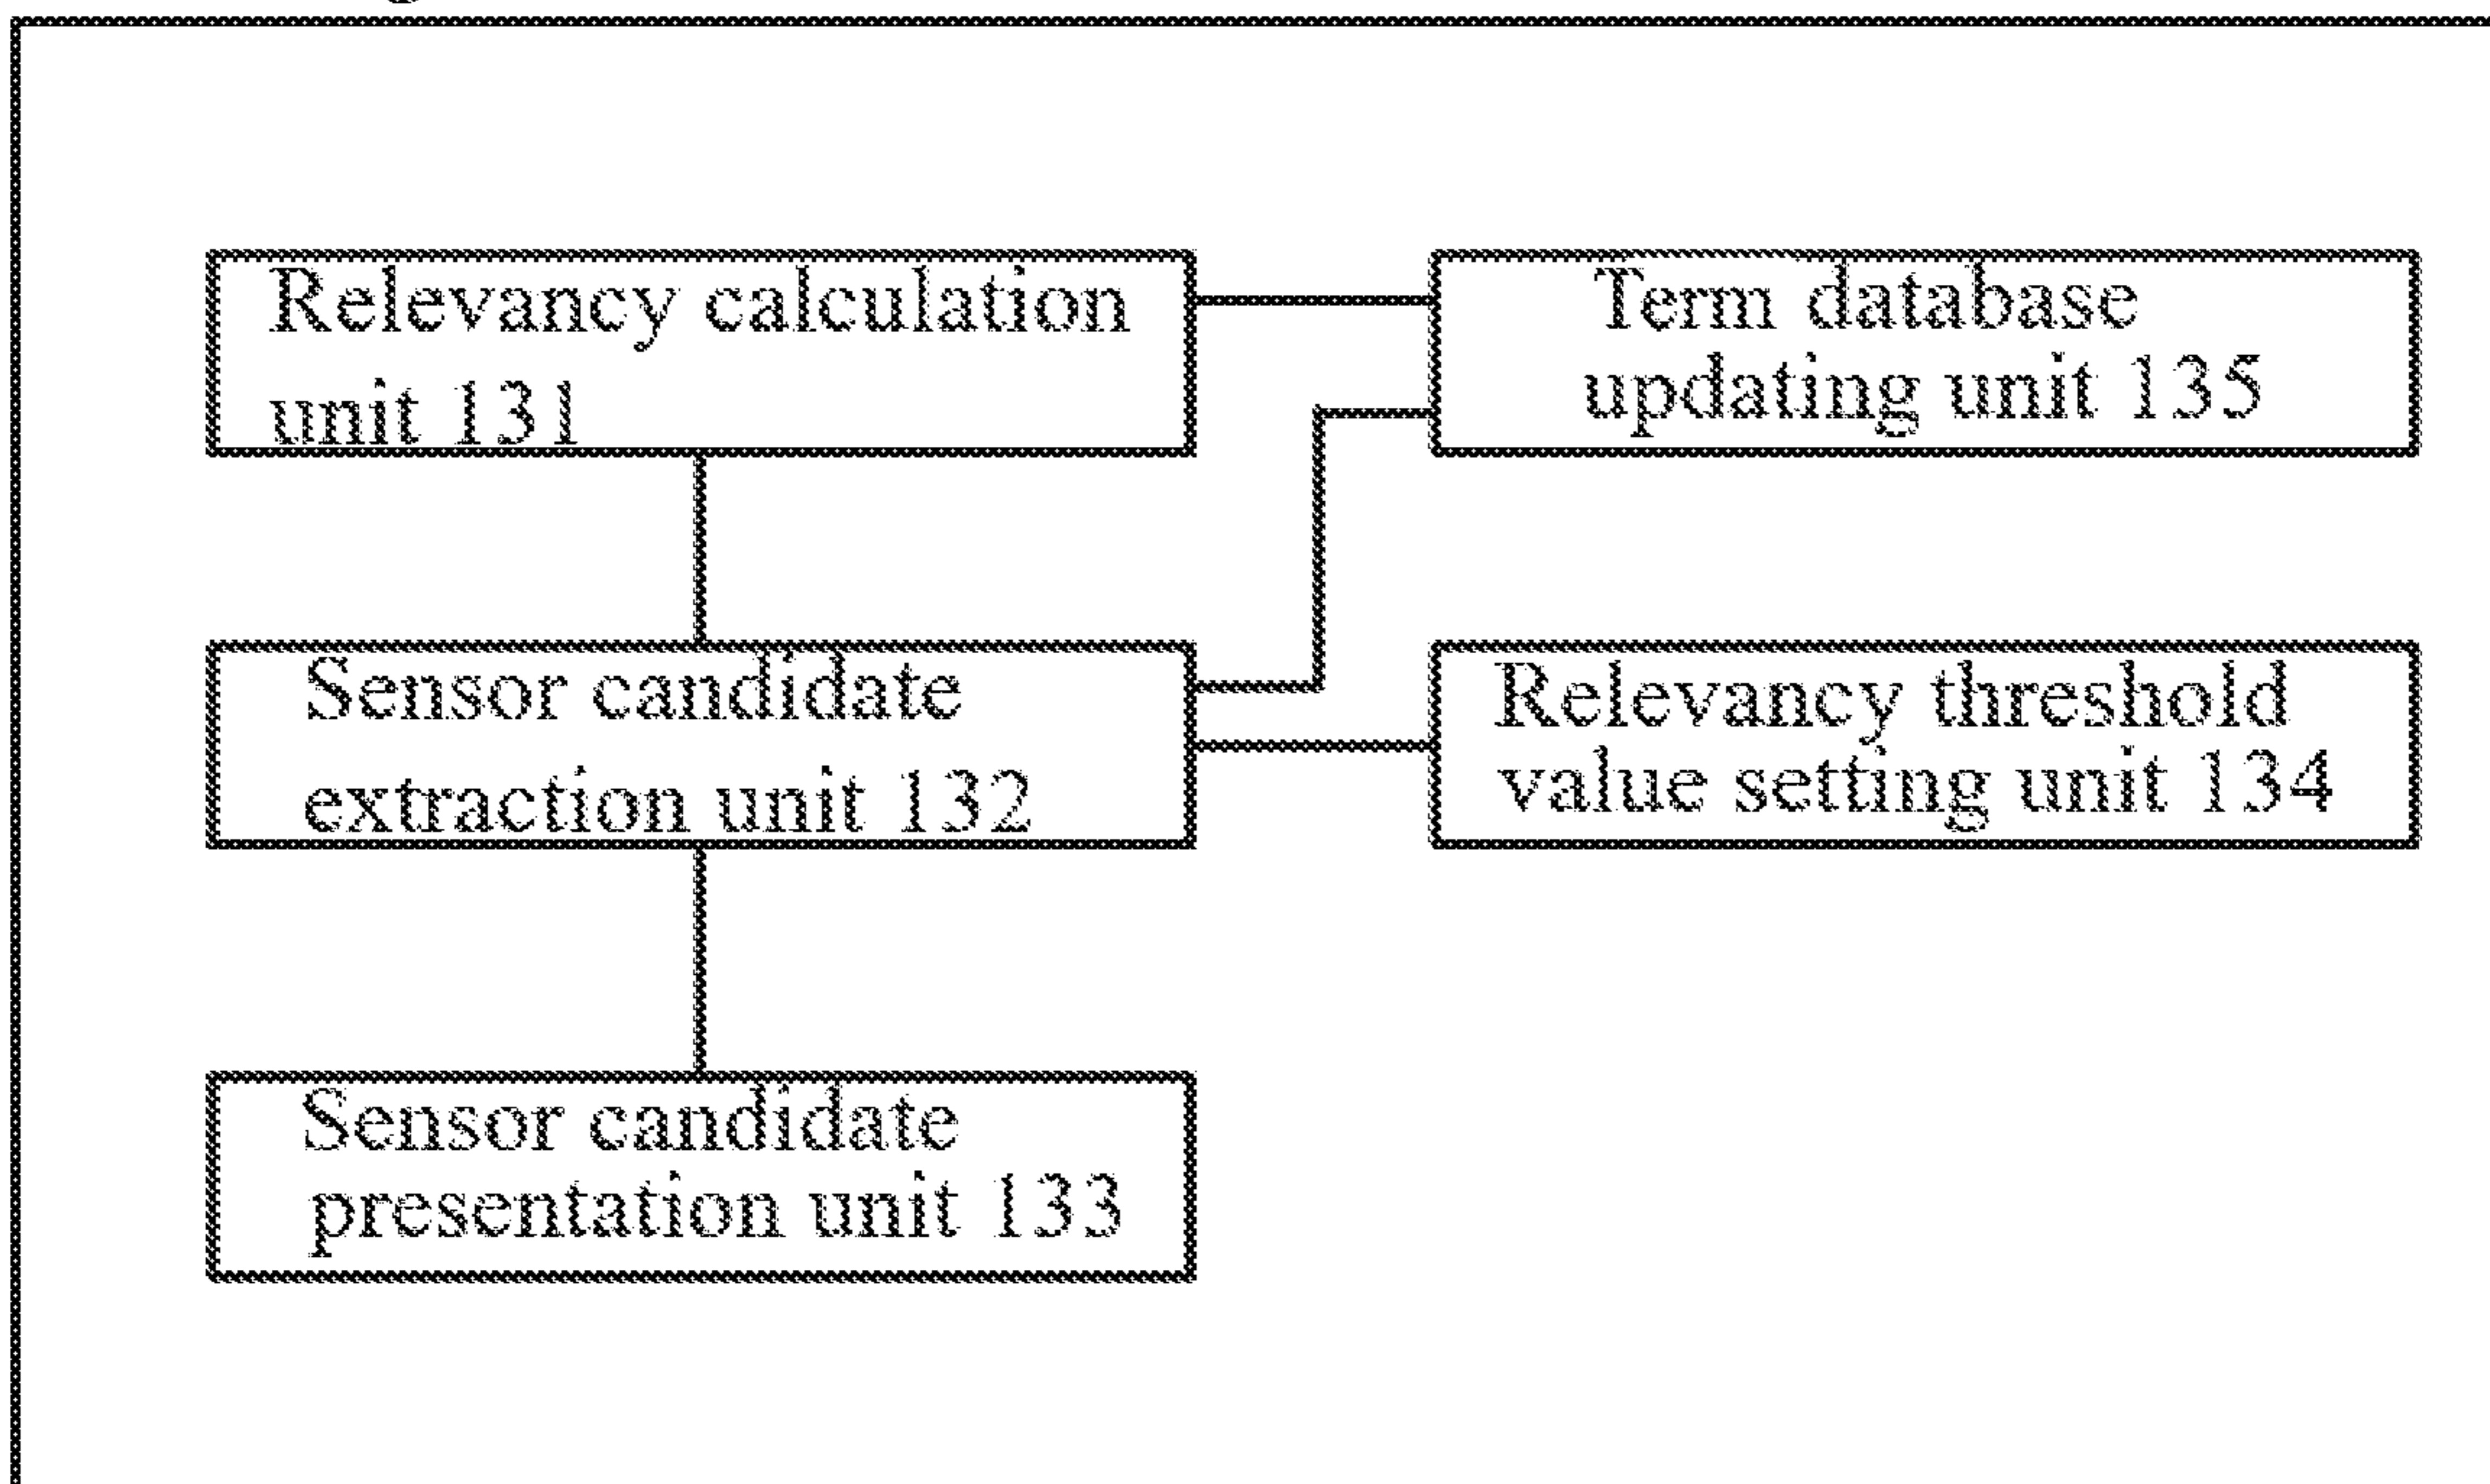 Relevancy calculation
unit 131
Term database
updating unit 135
Sensor candidate
extraction unit 132
Relevancy threshold
value setting unit 134
Sensor candidate
presentation unit 133